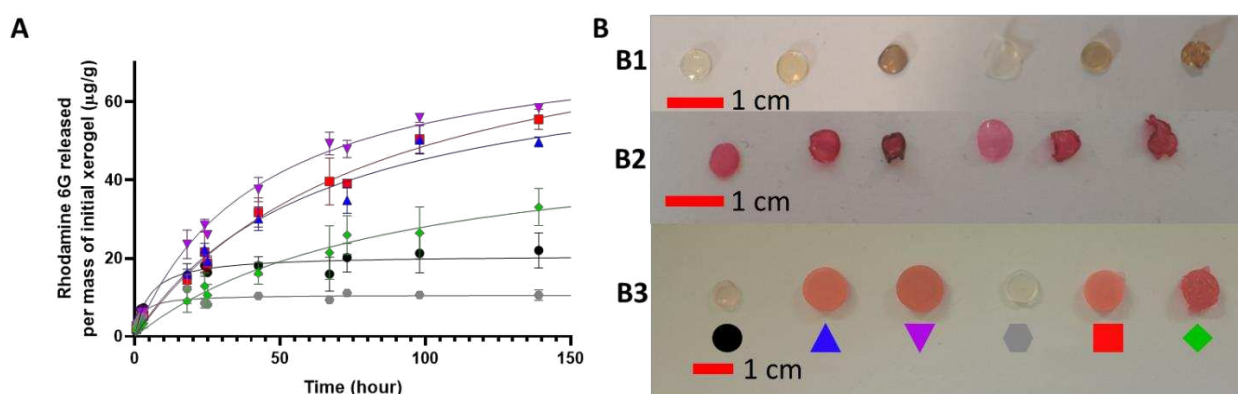 A
Rhodamine 6G released
per mass of initial xerogel (µg/g)
60
40
20
0
0
50
100
150
Time (hour)
B
B1
1 cm
B2
1 cm
B3
1 cm